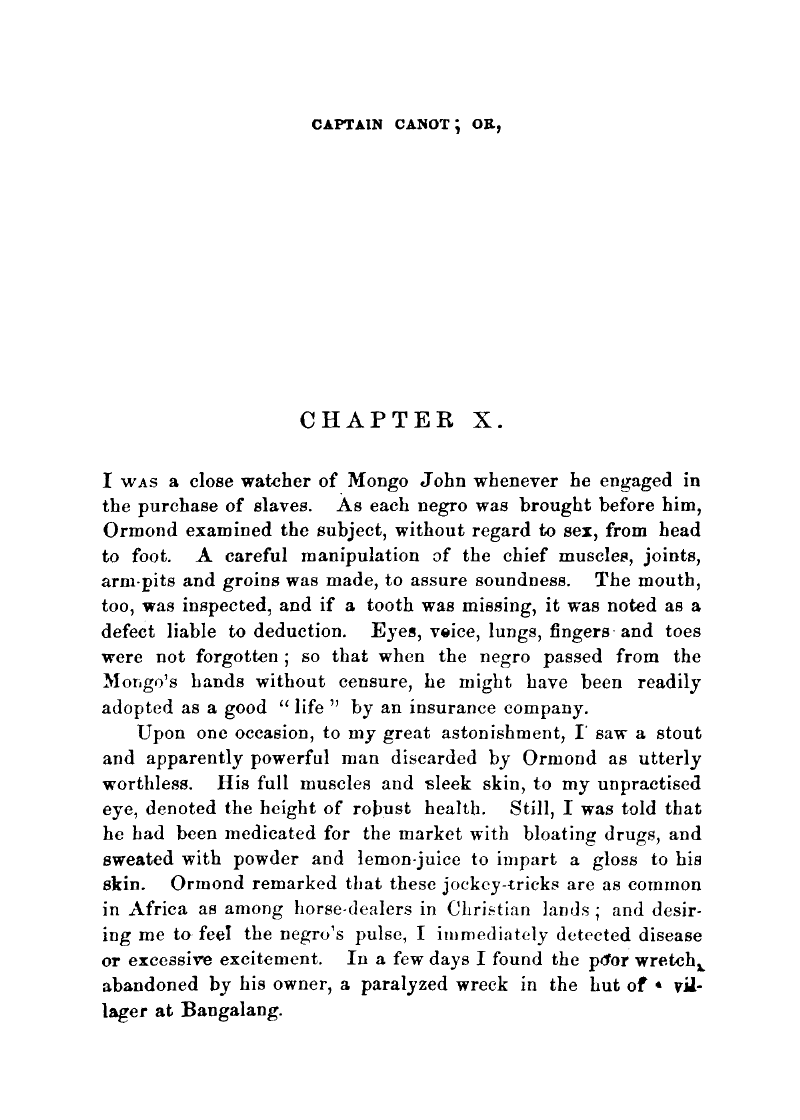 CAPTAIN CANOT; OR,
CHAPTER X.
I WAS a close watcher of Mongo John whenever he engaged in
the purchase of slaves. As each negro was brought before him,
Ormond examined the subject, without regard to sex, from head
to foot. A careful manipulation of the chief muscles, joints,
arm-pits and groins was made, to assure soundness. The mouth,
too, was inspected, and if a tooth was missing, it was noted as a
defect liable to deduction. Eyes, voice, lungs, fingers and toes
were not forgotten; so that when the negro passed from the
Mongo's hands without censure, he might have been readily
adopted as a good "life" by an insurance company.
Upon one occasion, to my great astonishment, I saw a stout
and apparently powerful man discarded by Ormond as utterly
worthless. His full muscles and sleek skin, to my unpractised
eye, denoted the height of robust health. Still, I was told that
he had been medicated for the market with bloating drugs, and
sweated with powder and lemon-juice to impart a gloss to his
skin. Ormond remarked that these jockey-tricks are as common
in Africa as among horse-dealers in Christian lands; and desir-
ing me to feel the negro's pulse, I immediately detected disease
or excessive excitement. In a few days I found the poor wretch,
abandoned by his owner, a paralyzed wreck in the hut of a vil-
lager at Bangalang.